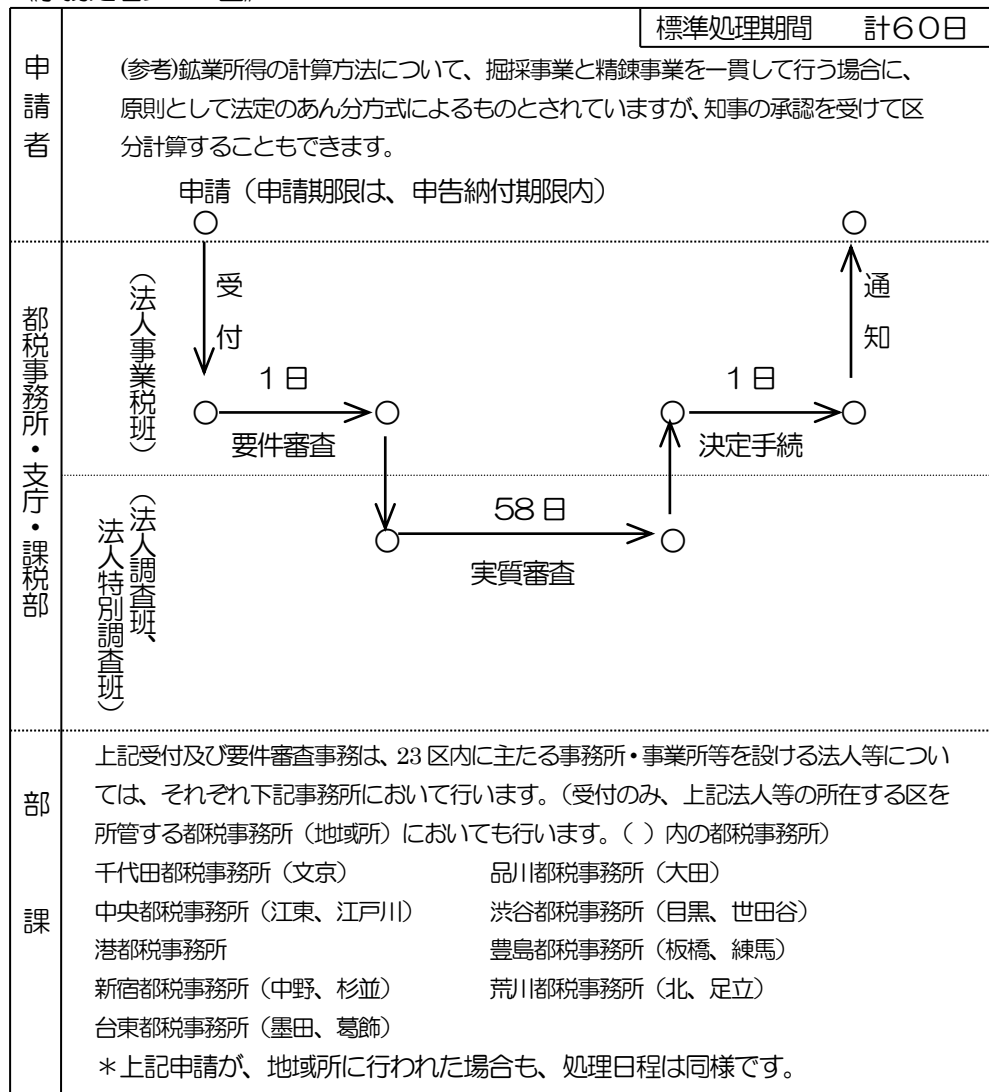 標準処理期間　計60日
申請者
(参考)鉱業所得の計算方法について、掘採事業と精錬事業を一貫して行う場合に、
原則として法定のあん分方式によるものとされていますが、知事の承認を受けて区
分計算することもできます。
申請（申請期限は、申告納付期限内）
都税事務所・支庁・課税部
（法人事業税班）
受付
通知
1日
要件審査
1日
決定手続
（法人調査班、
法人特別調査班）
58日
実質審査
部課
上記受付及び要件審査事務は、23区内に主たる事務所・事業所等を設ける法人等につい
ては、それぞれ下記事務所において行います。（受付のみ、上記法人等の所在する区を
所管する都税事務所（地域所）においても行います。（ ）内の都税事務所）
千代田都税事務所（文京）　品川都税事務所（大田）
中央都税事務所（江東、江戸川）　渋谷都税事務所（目黒、世田谷）
港都税事務所　豊島都税事務所（板橋、練馬）
新宿都税事務所（中野、杉並）　荒川都税事務所（北、足立）
台東都税事務所（墨田、葛飾）
＊上記申請が、地域所に行われた場合も、処理日程は同様です。